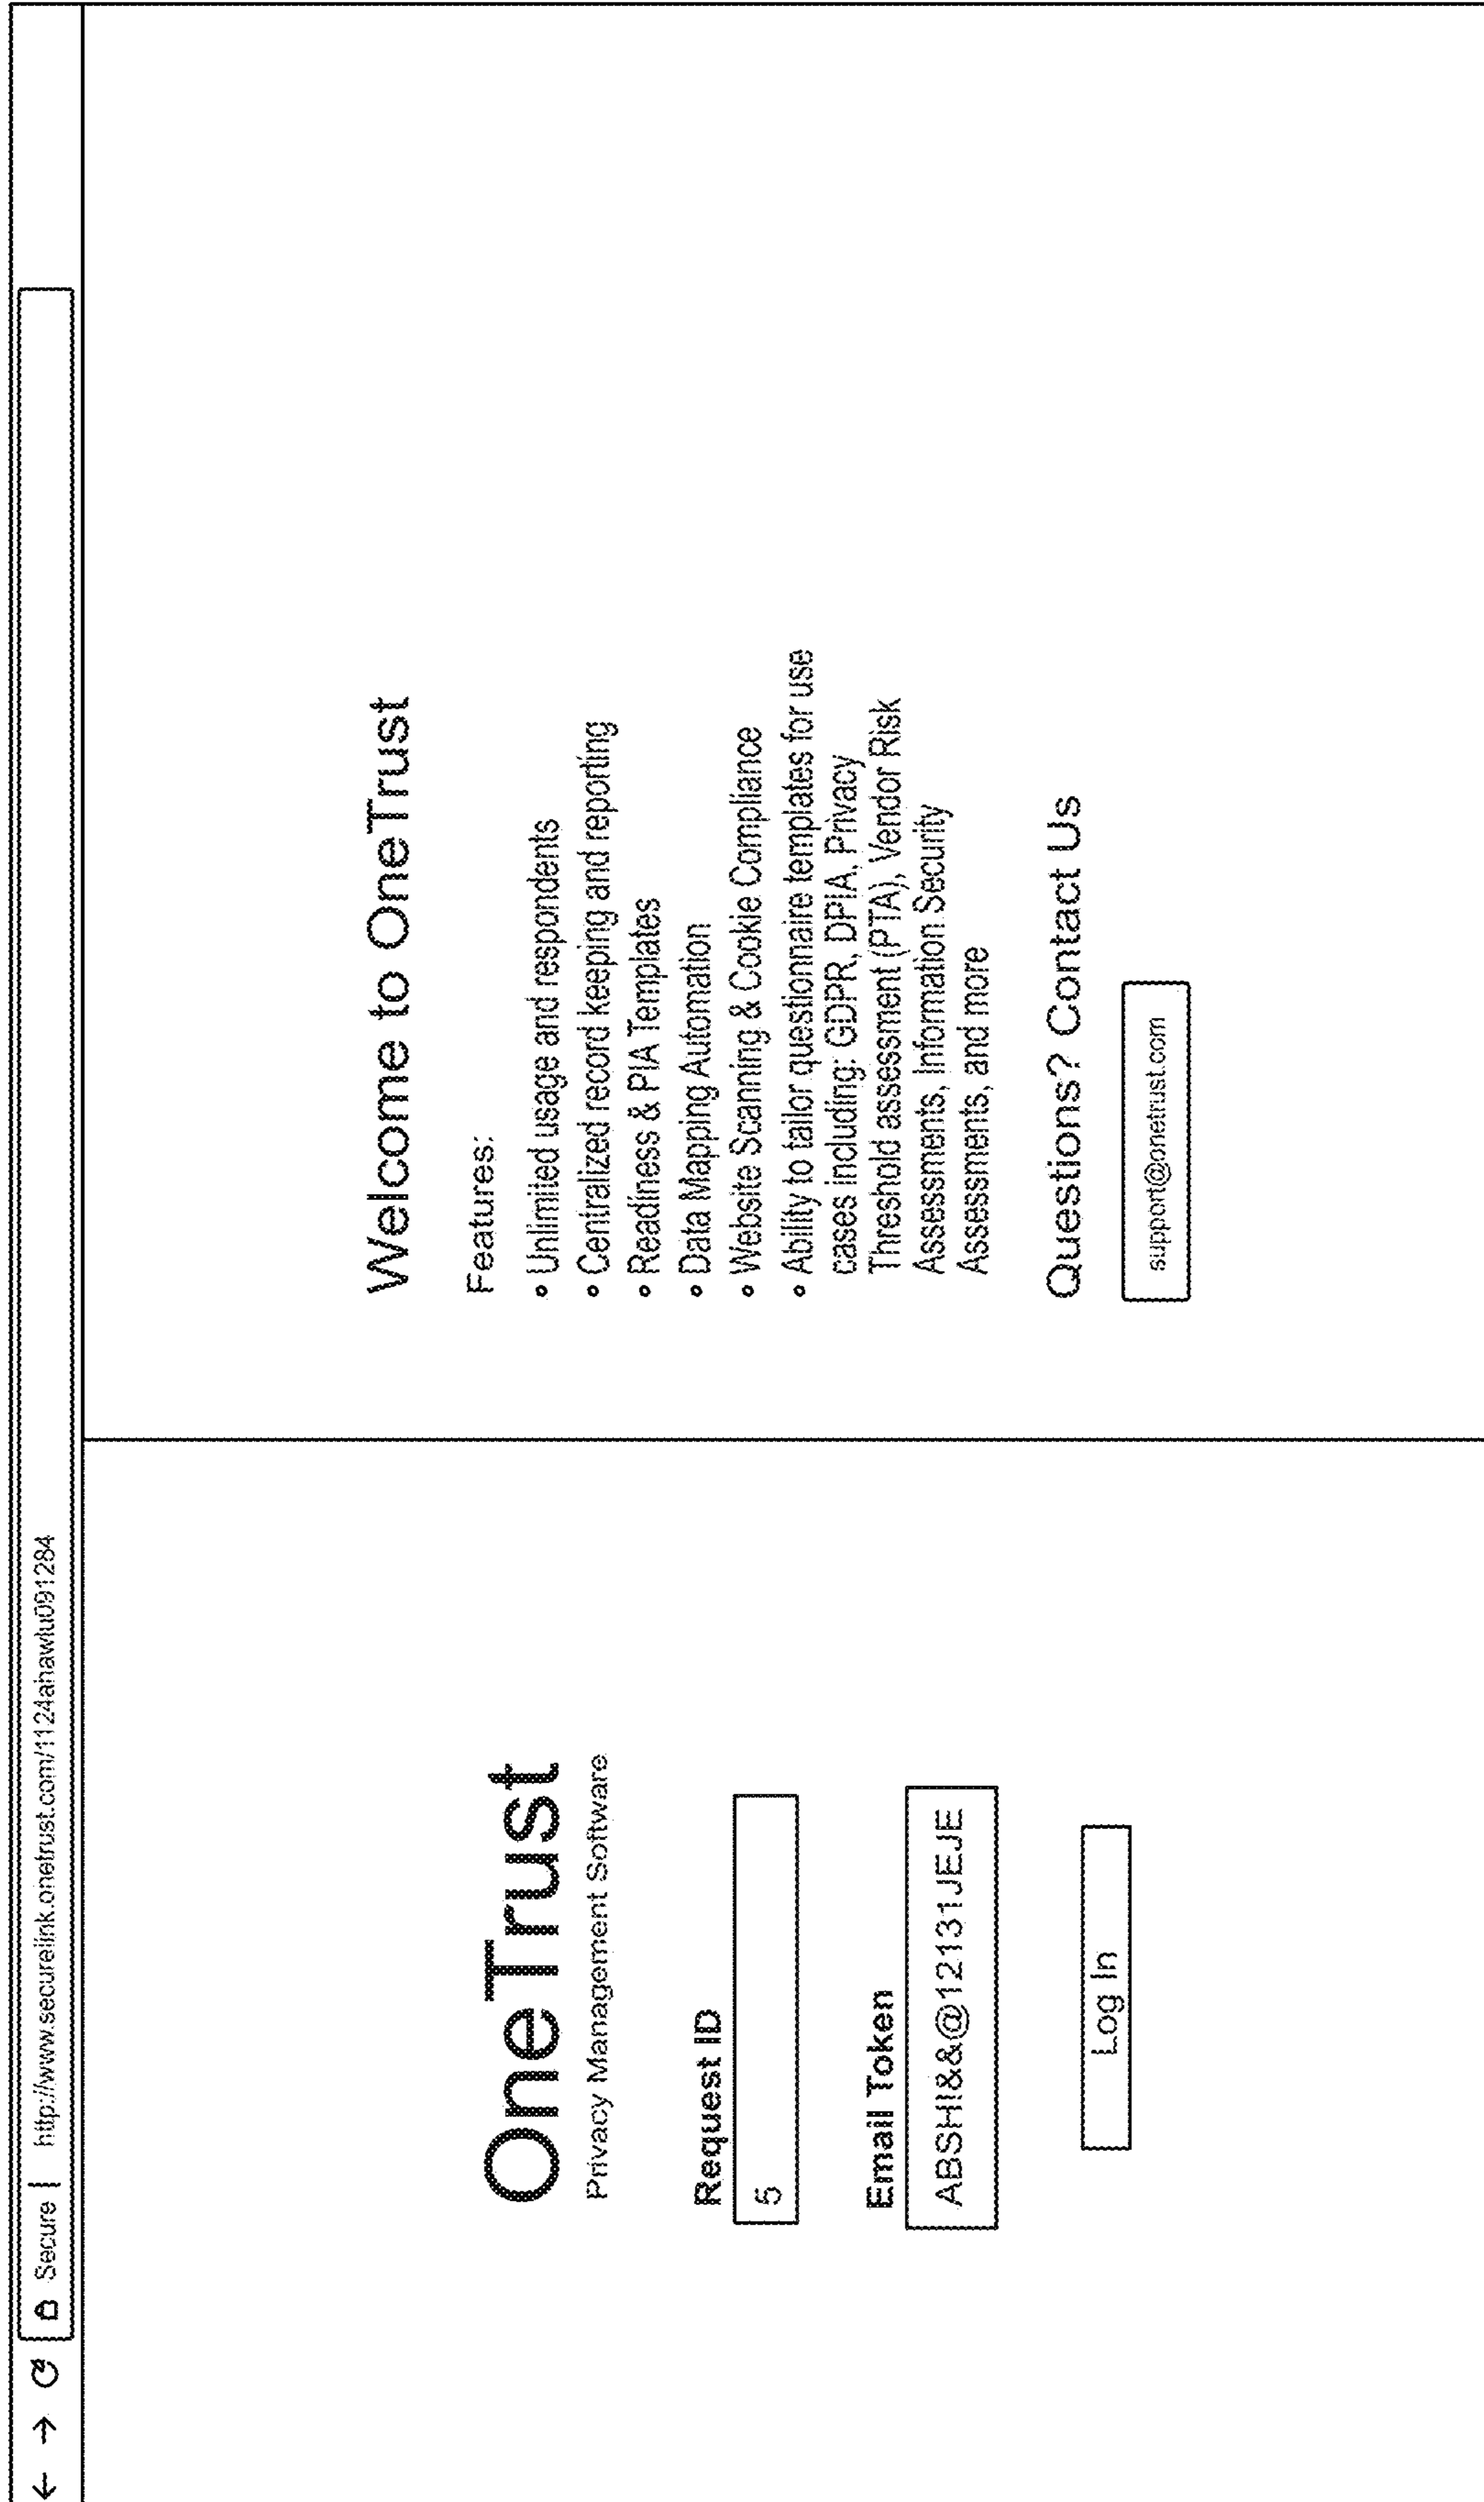 Secure | http://www.securelink.onetrust.com/1124ahawlu091284
OneTrust
Privacy Management Software
Request ID
5
Email Token
ABSHI&&@12131JEJE
Log In
Welcome to OneTrust
Features:
• Unlimited usage and respondents
• Centralized record keeping and reporting
• Readiness & PIA Templates
• Data Mapping Automation
• Website Scanning & Cookie Compliance
• Ability to tailor questionnaire templates for use
cases including: GDPR, DPIA, Privacy
Threshold assessment (PTA), Vendor Risk
Assessments, Information Security
Assessments, and more
Questions? Contact Us
support@onetrust.com